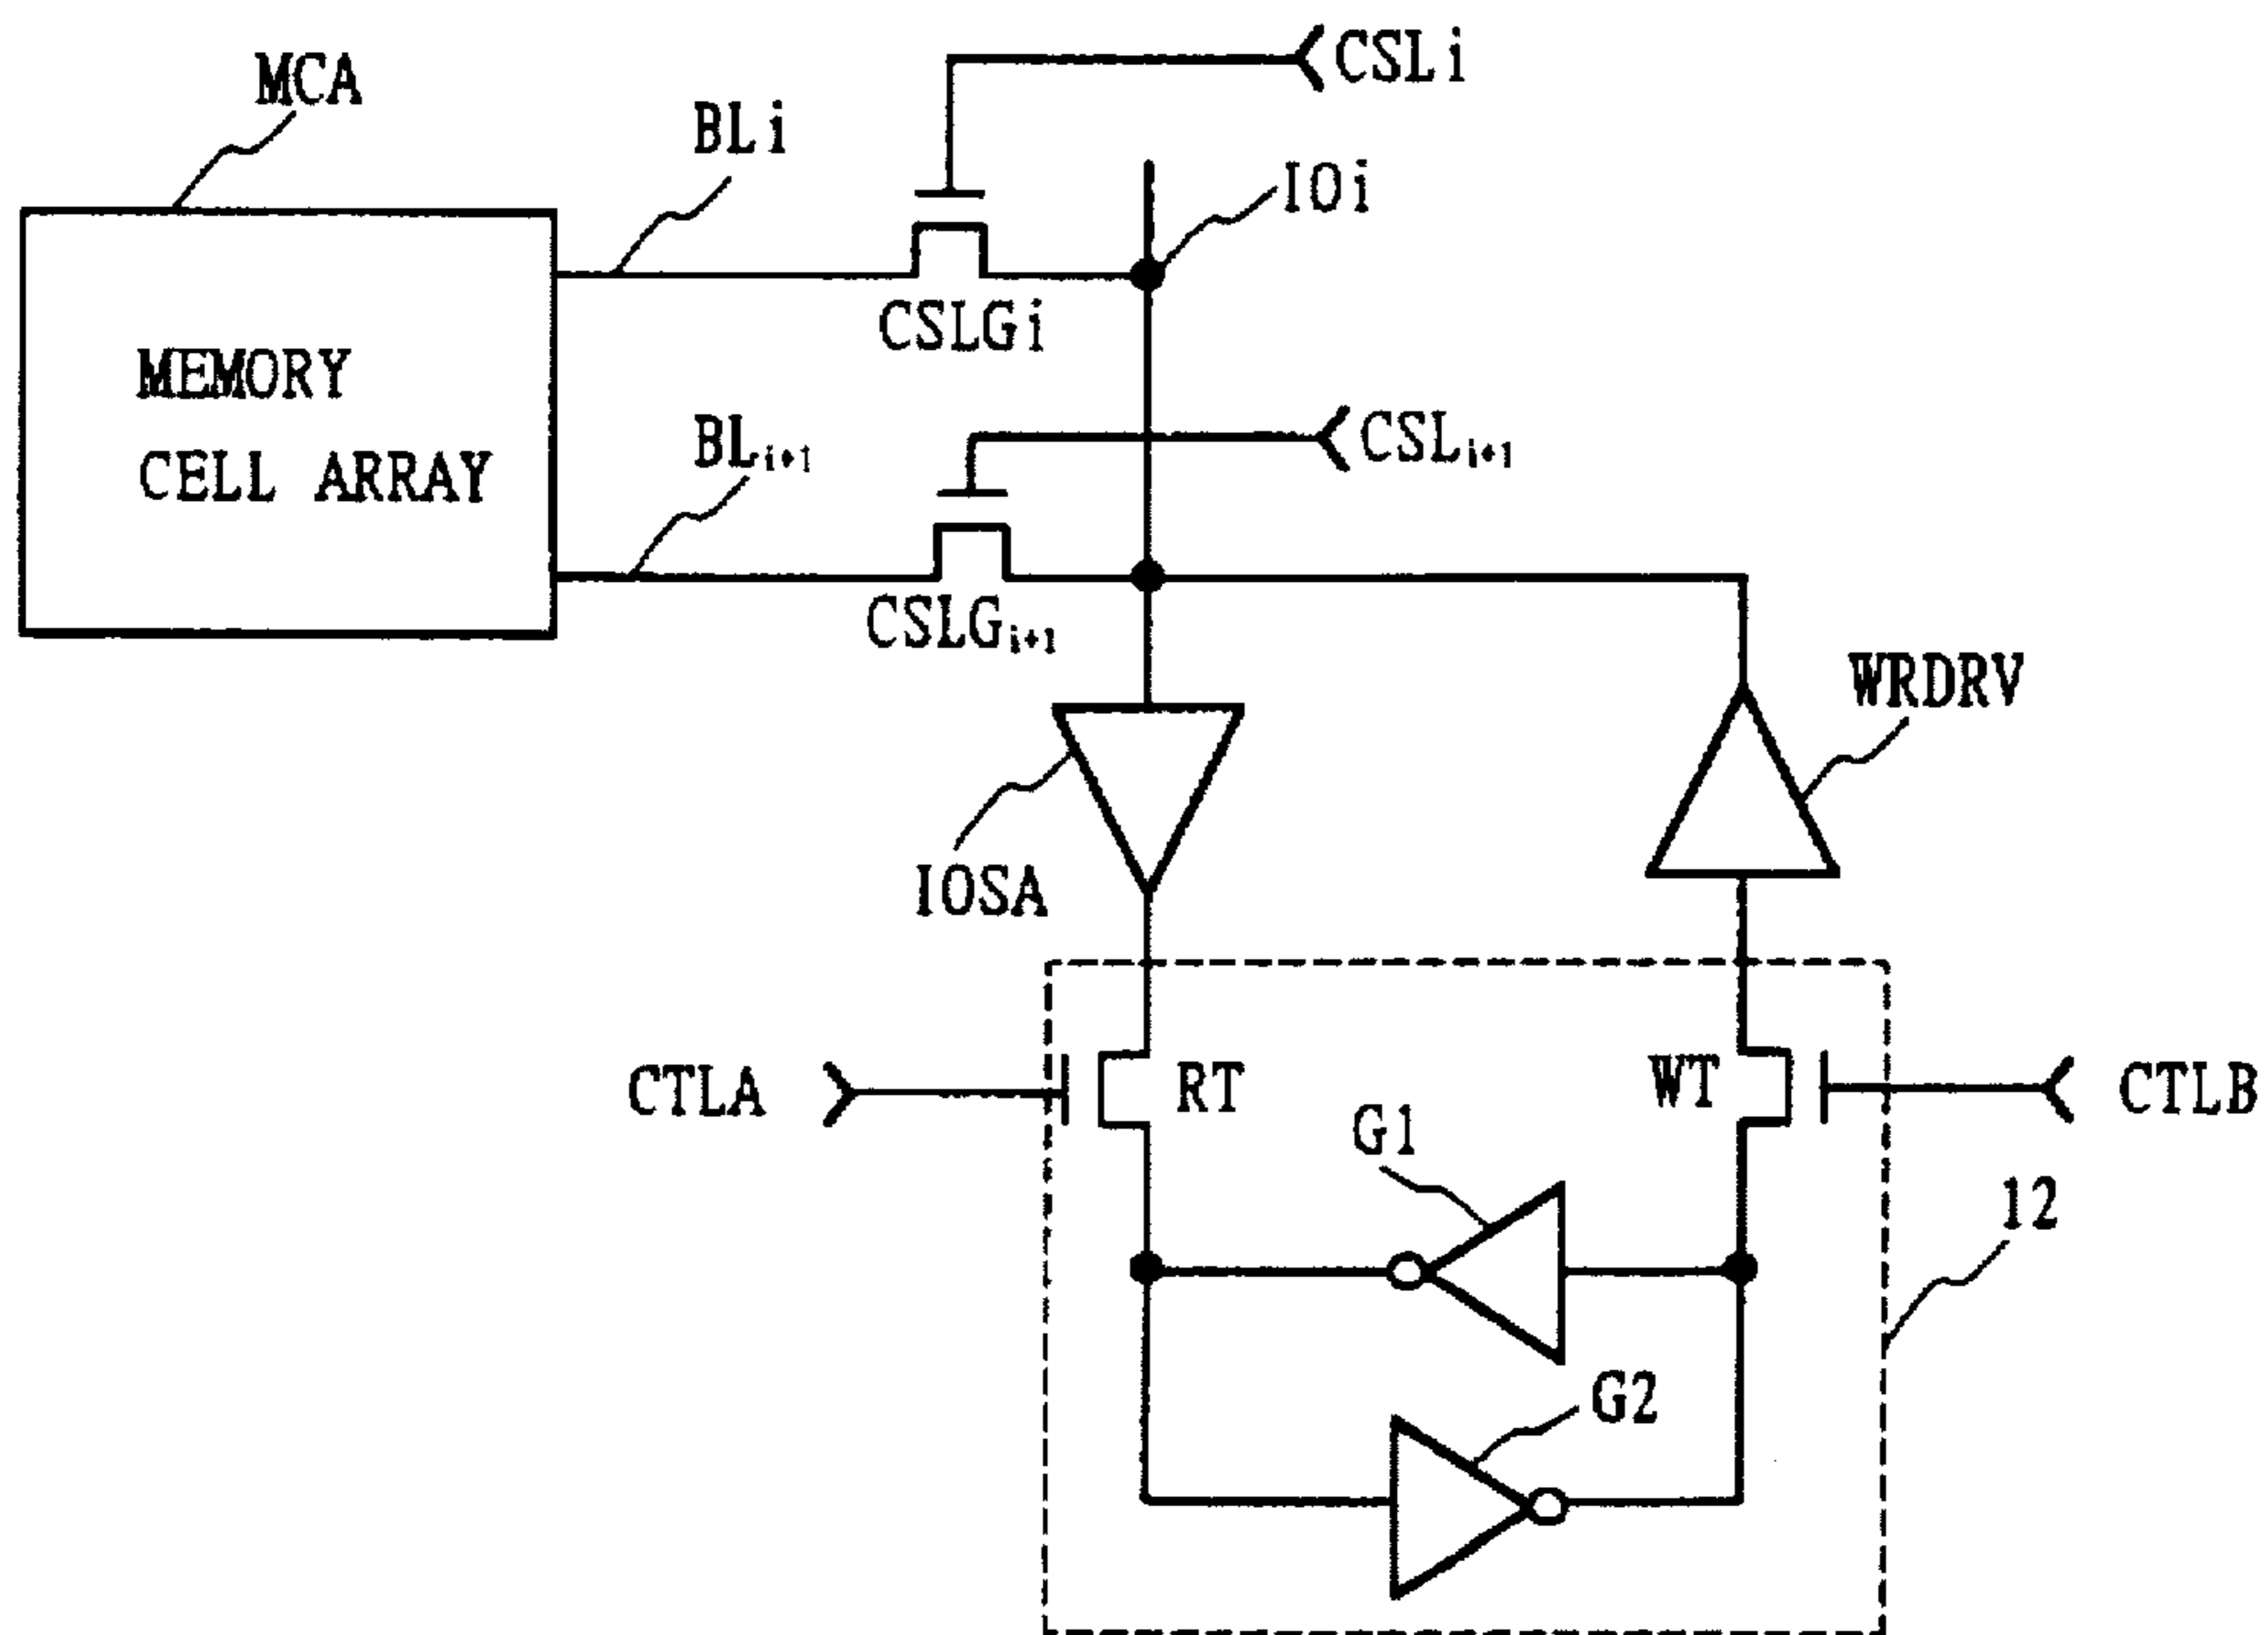 MCA
CSLi
BLi
IOi
CSLGi
MEMORY
CELL ARRAY
BLi+1
CSLi+1
CSLGi+1
WRDRV
IOSA
CTLA
RT
WT
CTLB
G1
12
G2